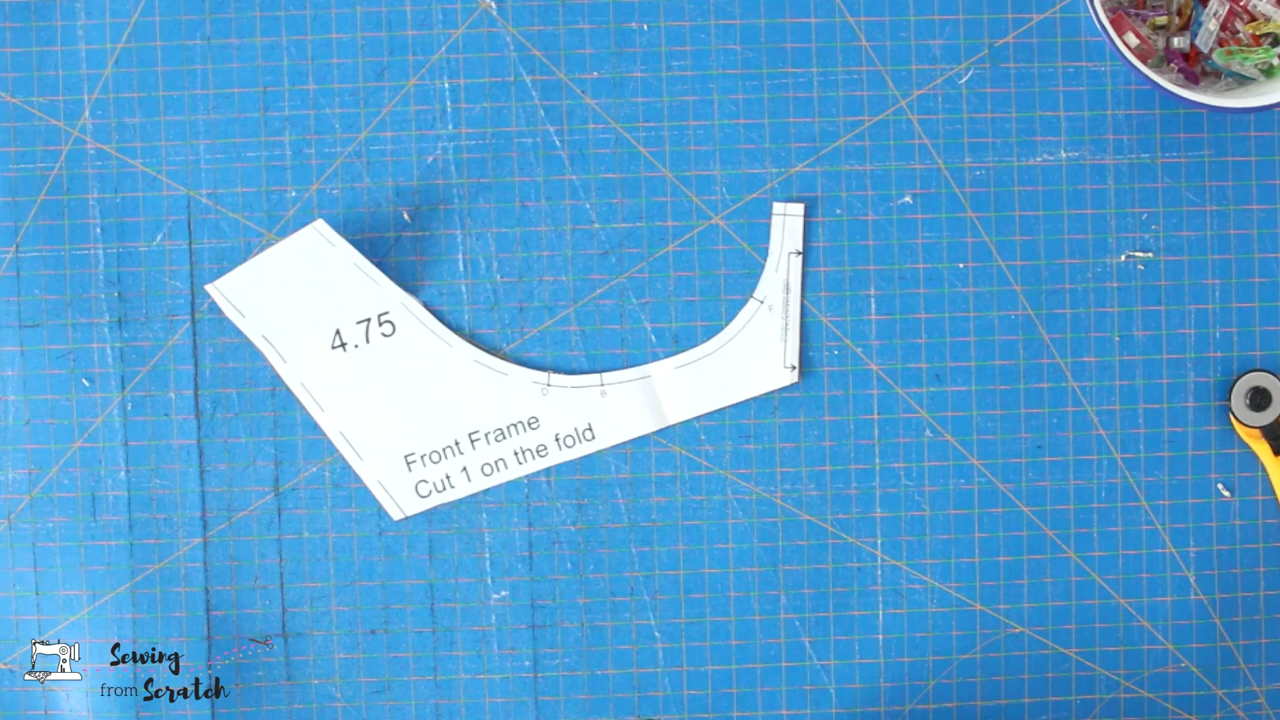 4.75
Front Frame
Cut 1 on the fold
D
B
Sewing
from Scratch